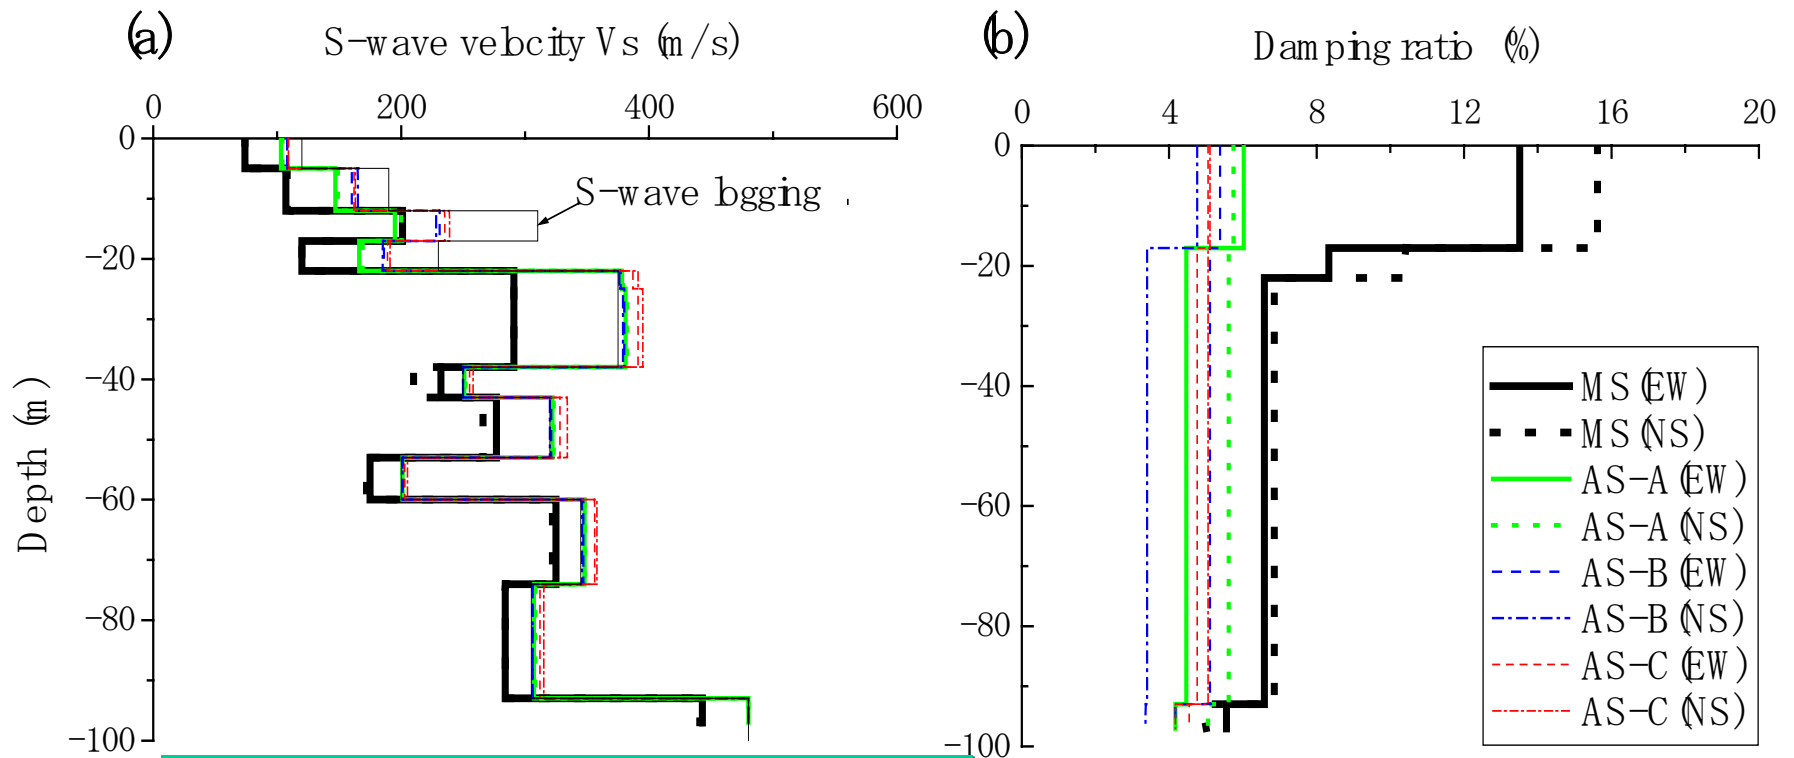 (a) S-wave velocity Vs (m/s)
0 200 400 600
0
-20
-40
-60
-80
-100
Depth (m)
S-wave logging
(b) Damping ratio (%)
0 4 8 12 16 20
0
-20
-40
-60
-80
-100
MS(EW)
MS(NS)
AS-A(EW)
AS-A(NS)
AS-B(EW)
AS-B(NS)
AS-C(EW)
AS-C(NS)